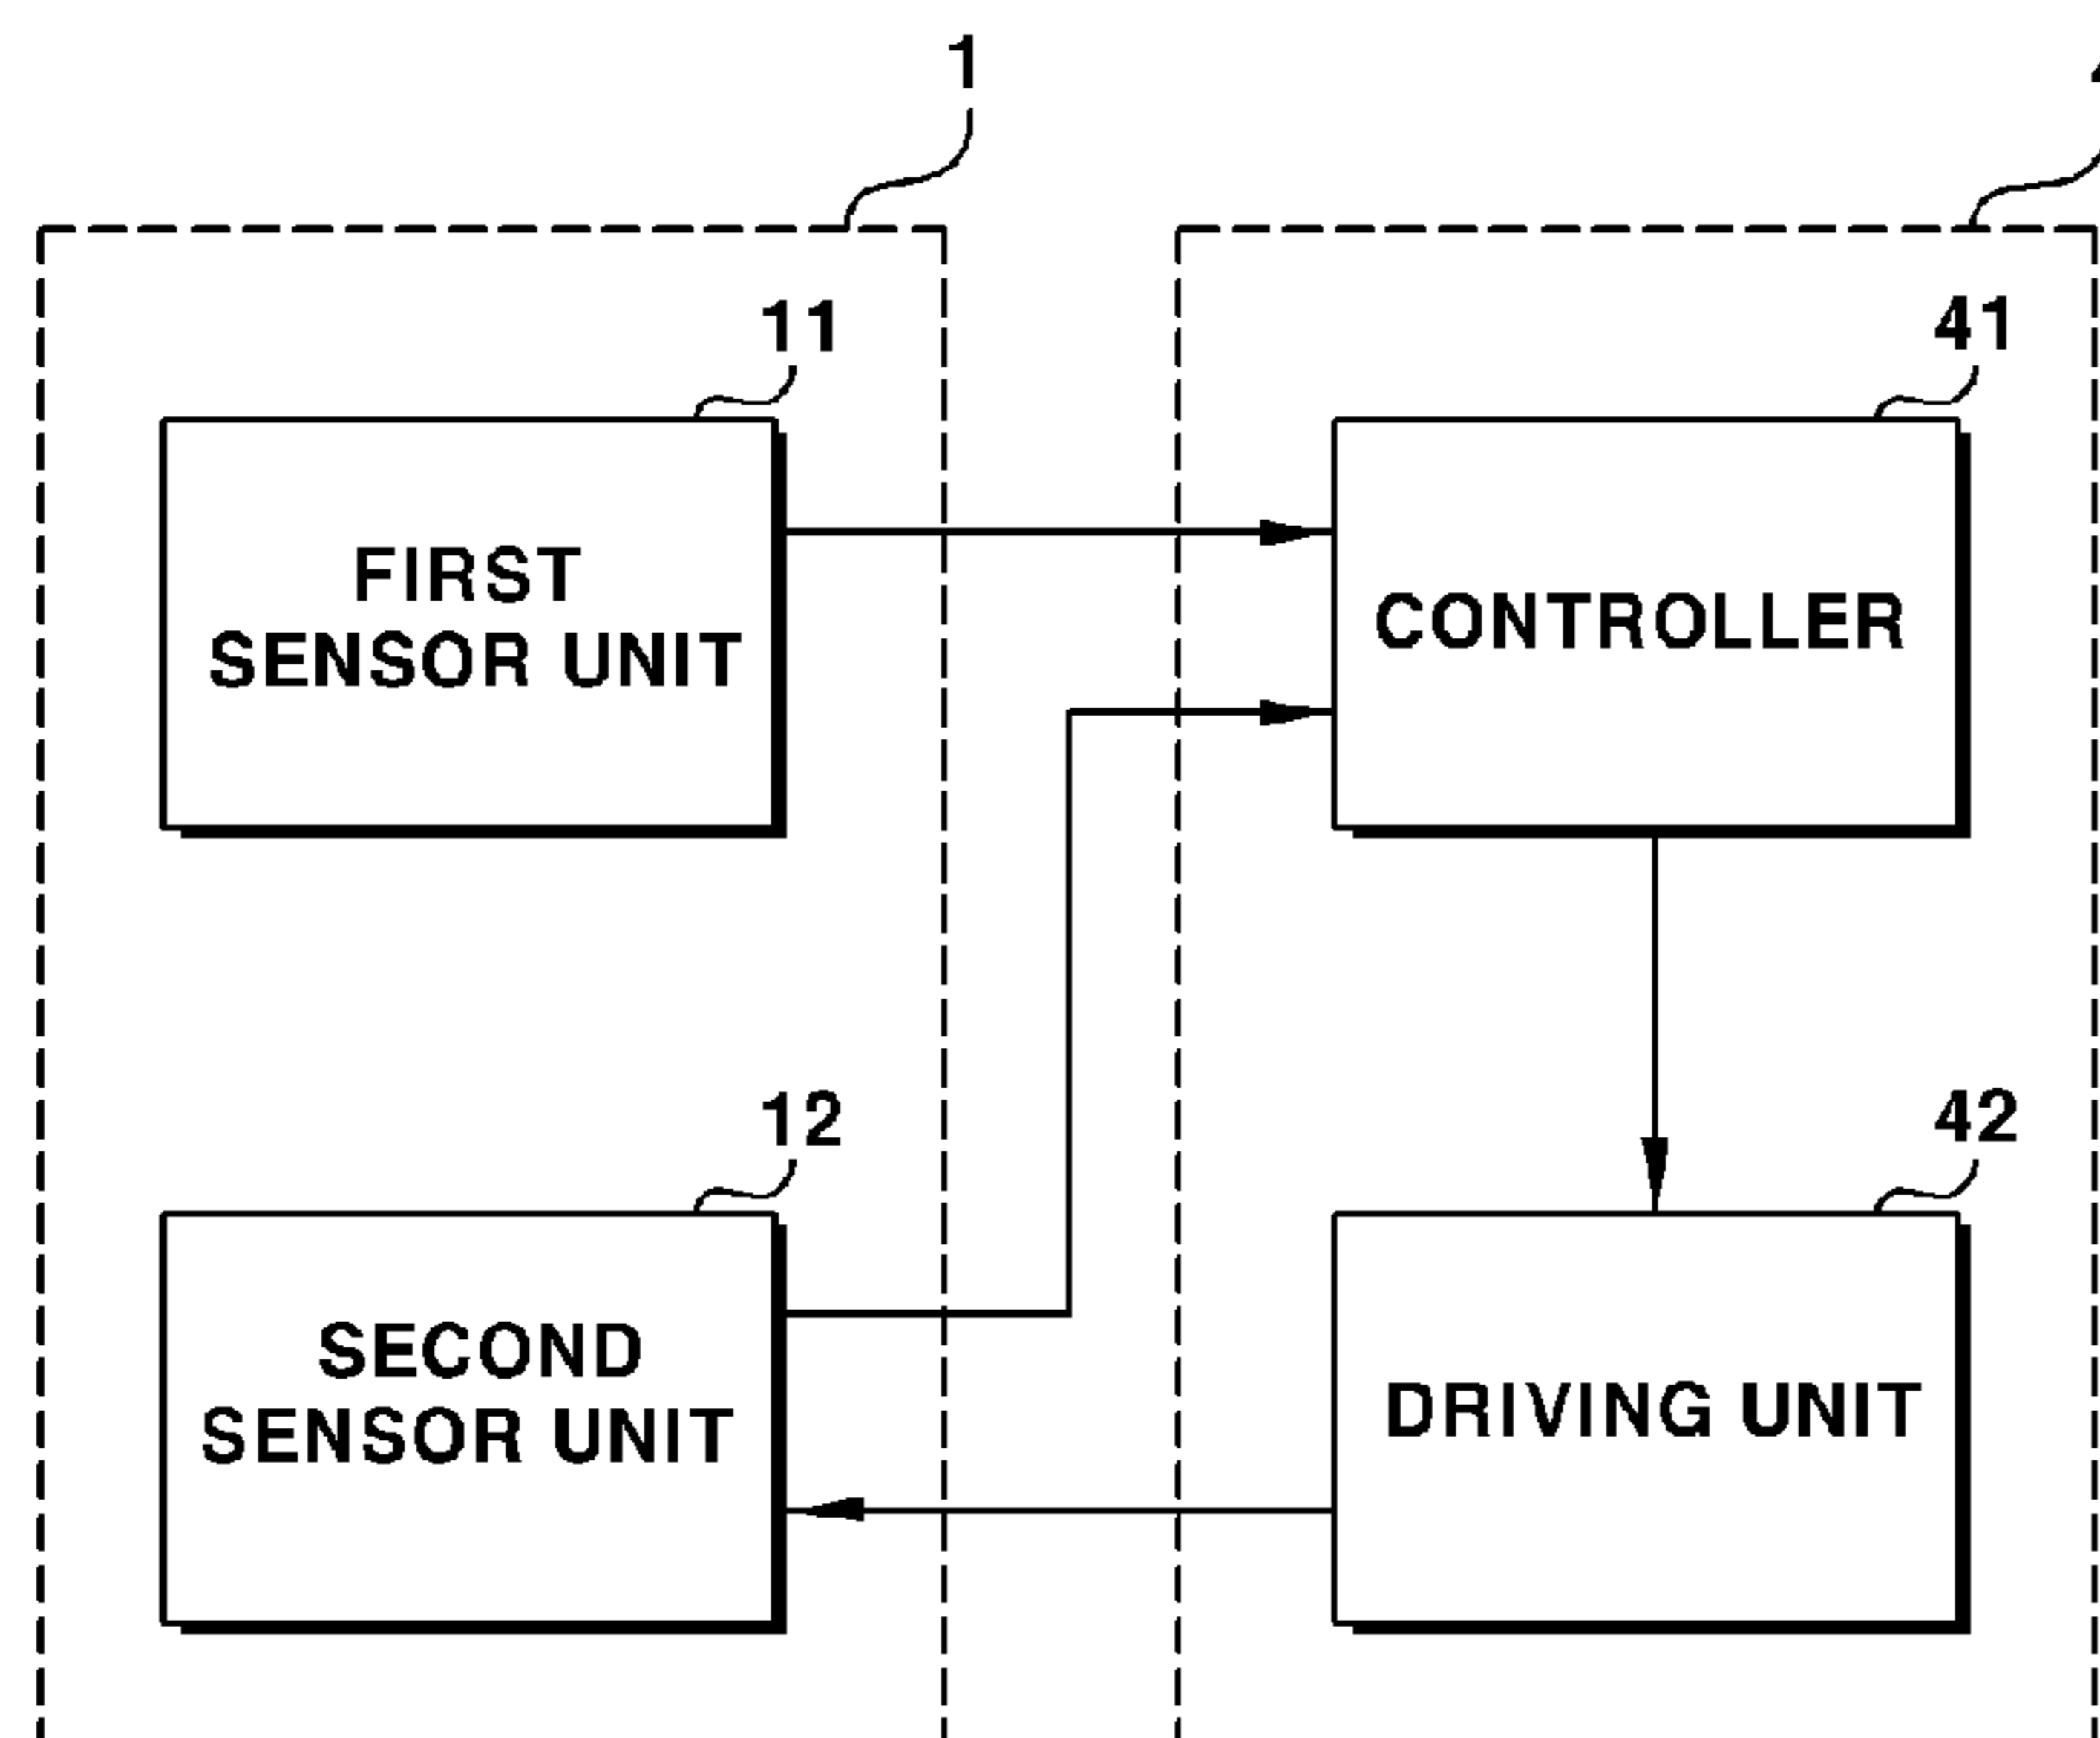 1
11
41
FIRST
SENSOR UNIT
CONTROLLER
12
42
SECOND
SENSOR UNIT
DRIVING UNIT